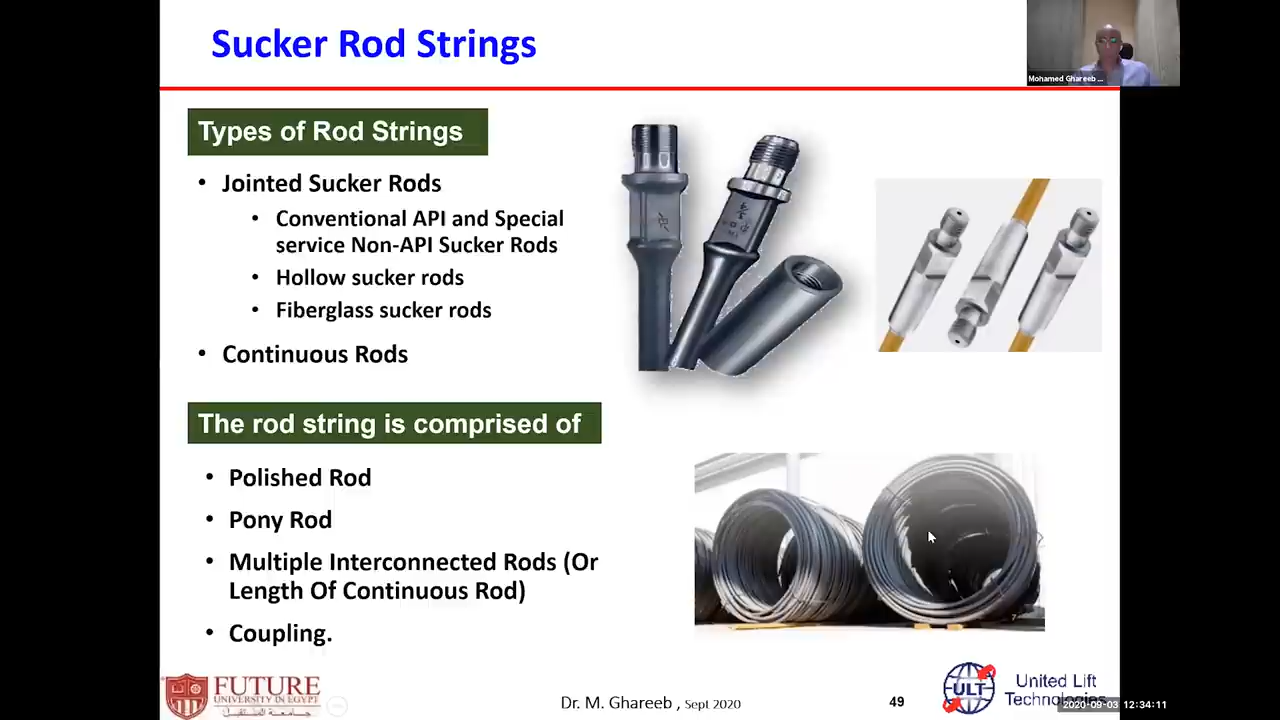 Sucker Rod Strings
Mohamed Ghareeb ...
Types of Rod Strings
• Jointed Sucker Rods
• Conventional API and Special
service Non-API Sucker Rods
• Hollow sucker rods
• Fiberglass sucker rods
• Continuous Rods
The rod string is comprised of
• Polished Rod
• Pony Rod
• Multiple Interconnected Rods (Or
Length Of Continuous Rod)
• Coupling.
FUTURE
UNIVERSITY IN EGYPT
جامعة المستقبل
Dr. M. Ghareeb , Sept. 2020
49
ULT
United Lift
Technologies
2020-09-03 12:34:11